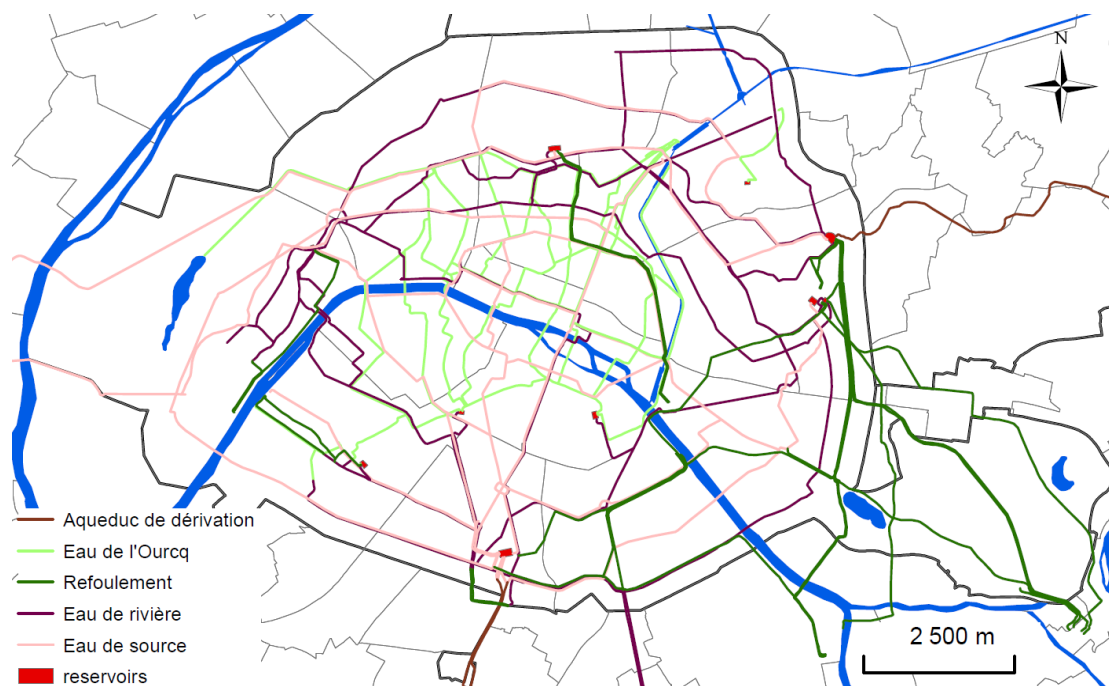 N
Aqueduc de dérivation
Eau de l'Ourcq
Refoulement
Eau de rivière
Eau de source
reservoirs
2 500 m